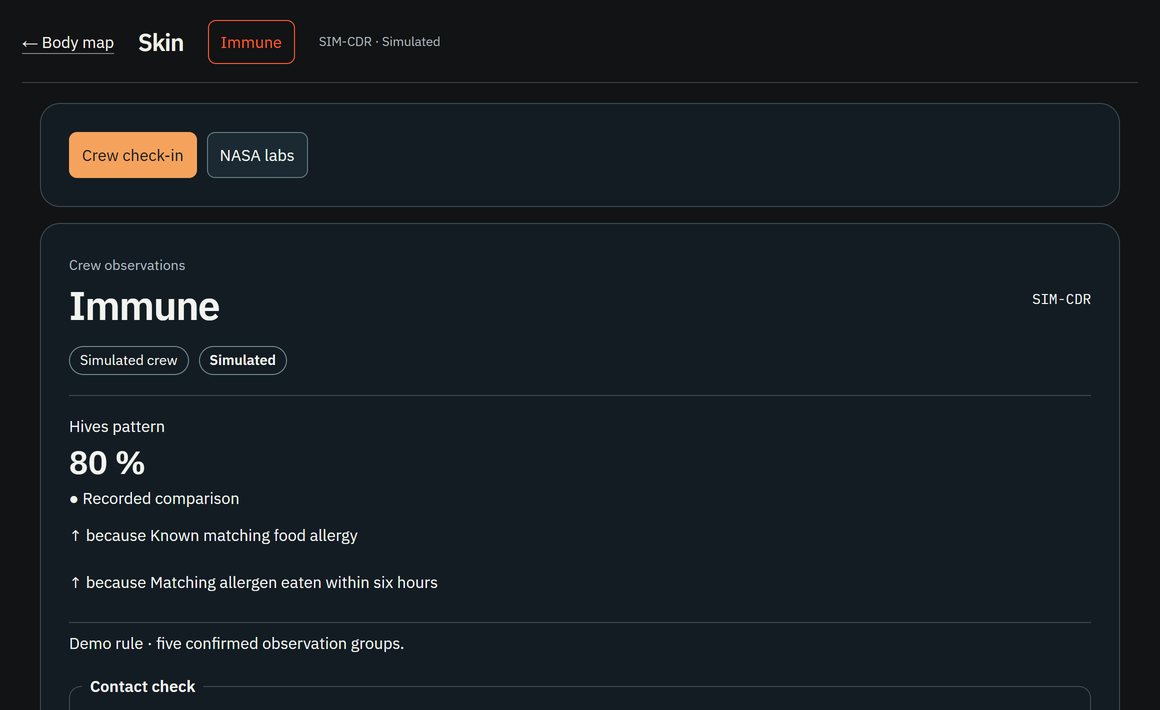 ← Body map
Skin
Immune
SIM-CDR · Simulated
Crew check-in
NASA labs
Crew observations
Immune
SIM-CDR
Simulated crew
Simulated
Hives pattern
80 %
● Recorded comparison
↑ because Known matching food allergy
↑ because Matching allergen eaten within six hours
Demo rule · five confirmed observation groups.
Contact check